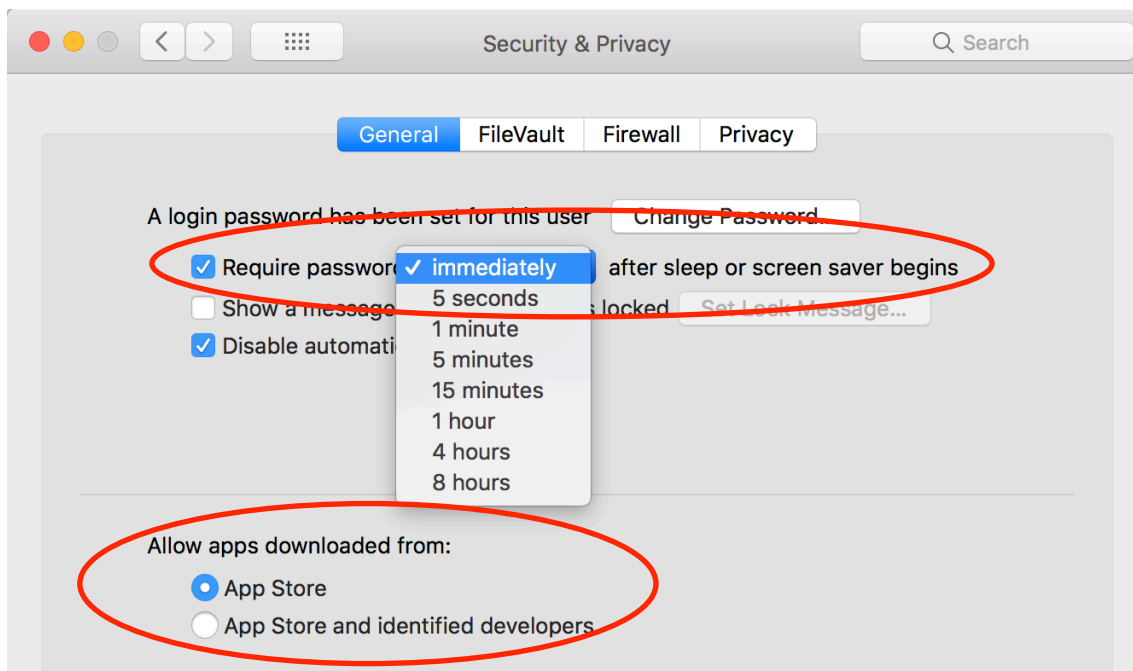 Security & Privacy
Search
General FileVault Firewall Privacy
A login password has been set for this user Change Password...
Require password ✓ immediately after sleep or screen saver begins
5 seconds
Show a message s locked Set Lock Message...
1 minute
Disable automati
5 minutes
15 minutes
1 hour
4 hours
8 hours
Allow apps downloaded from:
App Store
App Store and identified developers